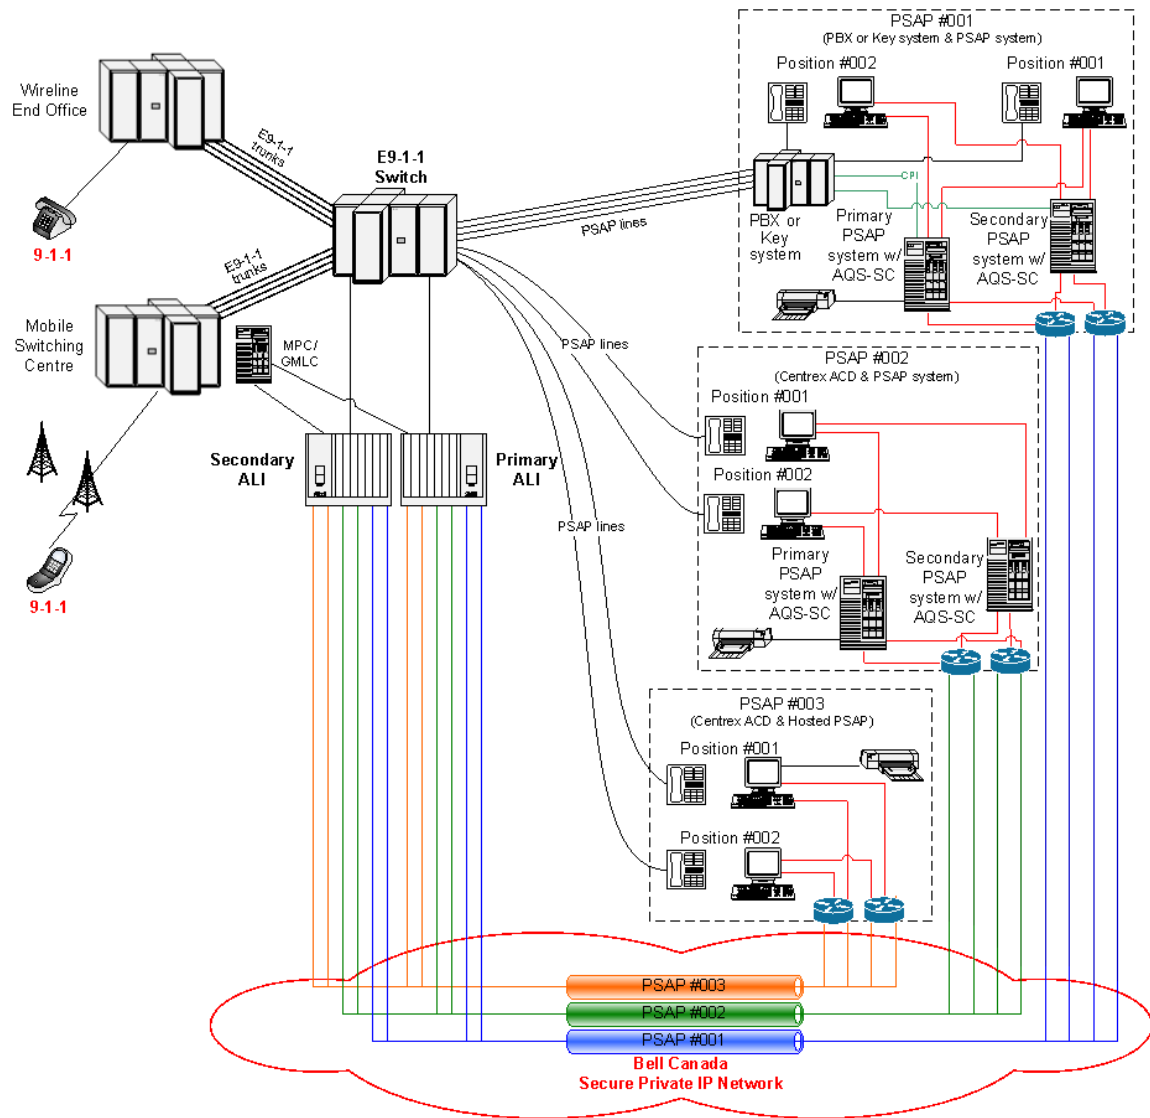 PSAP #001
(PBX or Key system & PSAP system)
Position #002
Position #001
Wireline
End Office
E9-1-1
trunks
E9-1-1
Switch
9-1-1
PSAP lines
CPI
PBX or
Key
system
Primary
PSAP
system w/
AQS-SC
Secondary
PSAP
system w/
AQS-SC
E9-1-1
trunks
Mobile
Switching
Centre
MPC/
GMLC
PSAP lines
PSAP #002
(Centrex ACD & PSAP system)
Position #001
Position #002
Secondary
ALI
Primary
ALI
PSAP lines
Primary
PSAP
system w/
AQS-SC
Secondary
PSAP
system w/
AQS-SC
9-1-1
PSAP #003
(Centrex ACD & Hosted PSAP)
Position #001
Position #002
PSAP #003
PSAP #002
PSAP #001
Bell Canada
Secure Private IP Network